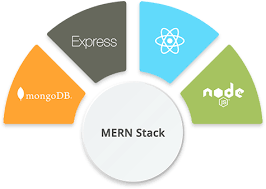 Express
mongoDB
node
JS
MERN Stack